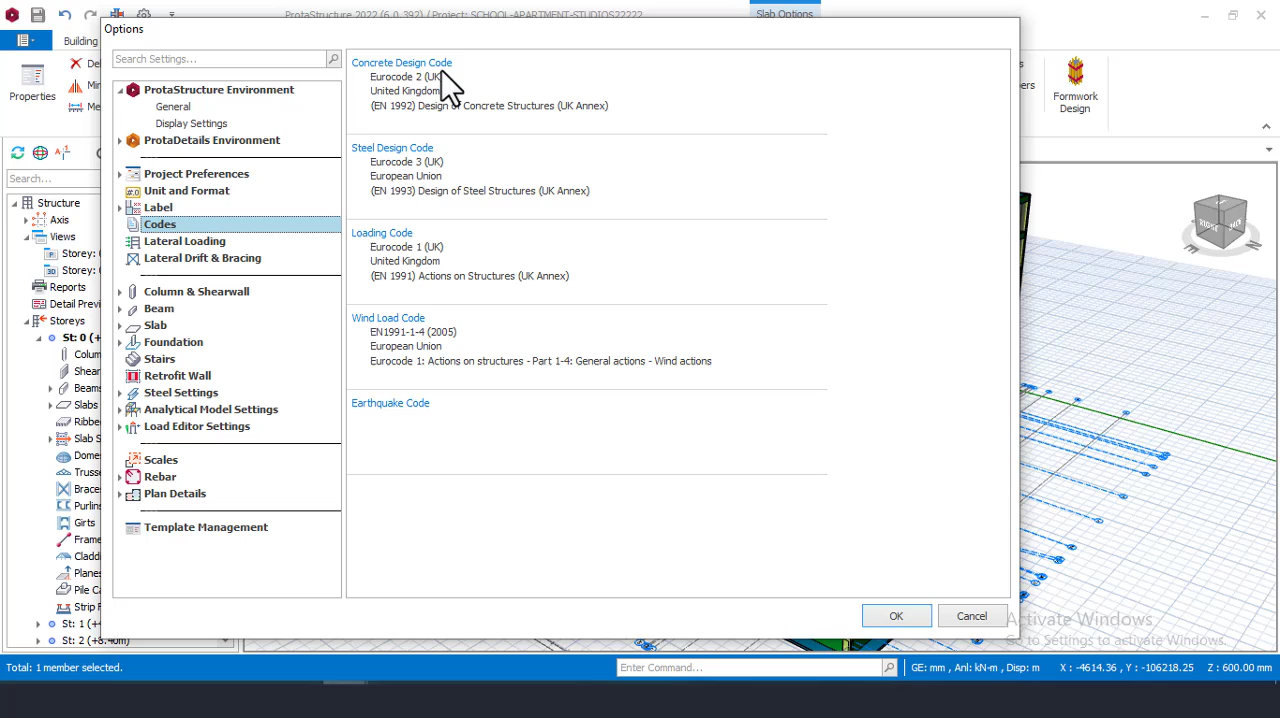 ProtaStructure 2022 (6.0.392) / Project: SCHOOL-APARTMENT-STUDIOS22222
Slab Options
Options
Building
Properties
Formwork
Design
Search Settings...
ProtaStructure Environment
General
Display Settings
ProtaDetails Environment
Project Preferences
Unit and Format
Label
Codes
Lateral Loading
Lateral Drift & Bracing
Column & Shearwall
Beam
Slab
Foundation
Stairs
Retrofit Wall
Steel Settings
Analytical Model Settings
Load Editor Settings
Scales
Rebar
Plan Details
Template Management
Concrete Design Code
Eurocode 2 (UK)
United Kingdom
(EN 1992) Design of Concrete Structures (UK Annex)
Steel Design Code
Eurocode 3 (UK)
European Union
(EN 1993) Design of Steel Structures (UK Annex)
Loading Code
Eurocode 1 (UK)
United Kingdom
(EN 1991) Actions on Structures (UK Annex)
Wind Load Code
EN1991-1-4 (2005)
European Union
Eurocode 1: Actions on structures - Part 1-4: General actions - Wind actions
Earthquake Code
OK
Cancel
Search...
Structure
Axis
Views
Storey:
Storey:
Reports
Detail Previ
Storeys
St: 0 (+
Colum
Shear
Beams
Slabs
Ribbe
Slab S
Dome
Trusse
Braces
Purlins
Girts
Frame
Claddi
Planes
Pile Ca
Strip F
St: 1 (+4
St: 2 (+8.40m)
Activate Windows
Go to Settings to activate Windows.
Total: 1 member selected.
Enter Command...
GE: mm , Anl: kN-m , Disp: m
X : -4614.36 , Y : -106218.25
Z : 600.00 mm